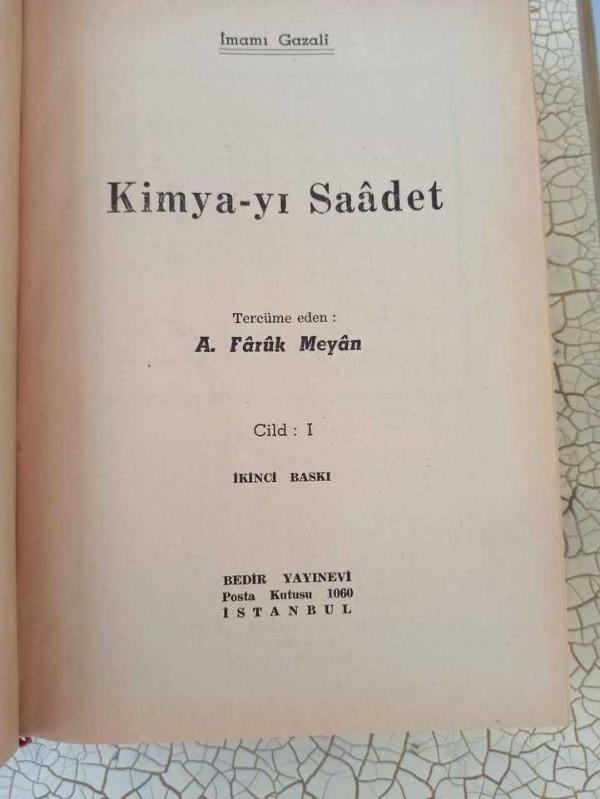 İmamı Gazalî
Kimya-yı Saâdet
Tercüme eden :
A. Fârûk Meyân
Cild : I
İKİNCİ BASKI
BEDİR YAYINEVİ
Posta Kutusu 1060
İSTANBUL